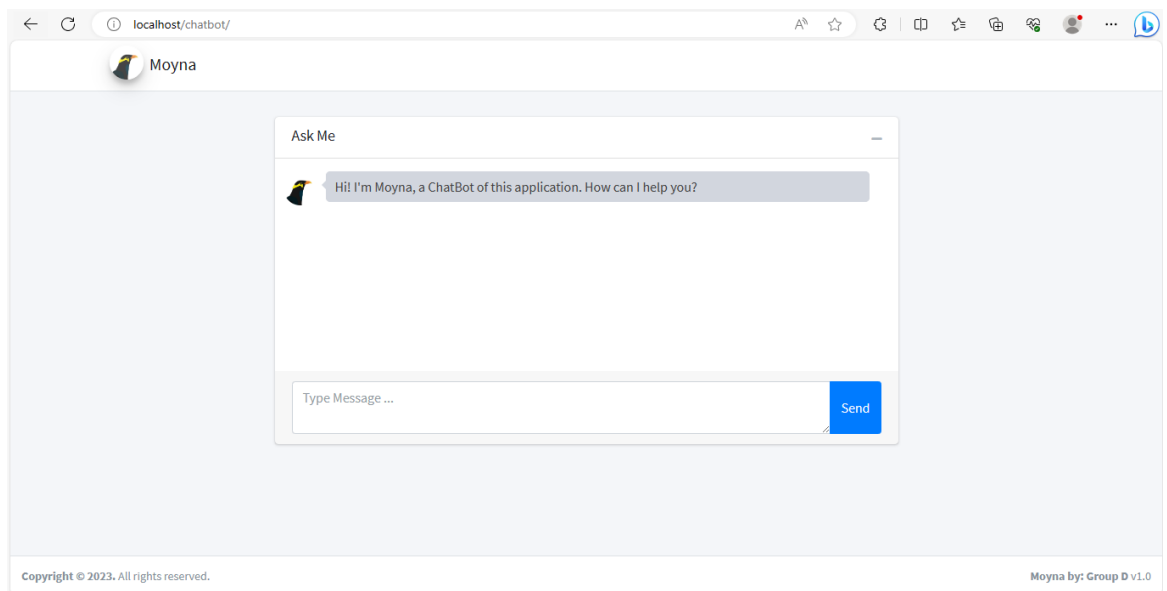 localhost/chatbot/
Moyna
Ask Me
Hi! I'm Moyna, a ChatBot of this application. How can I help you?
Type Message ...
Send
Copyright © 2023. All rights reserved.
Moyna by: Group D v1.0